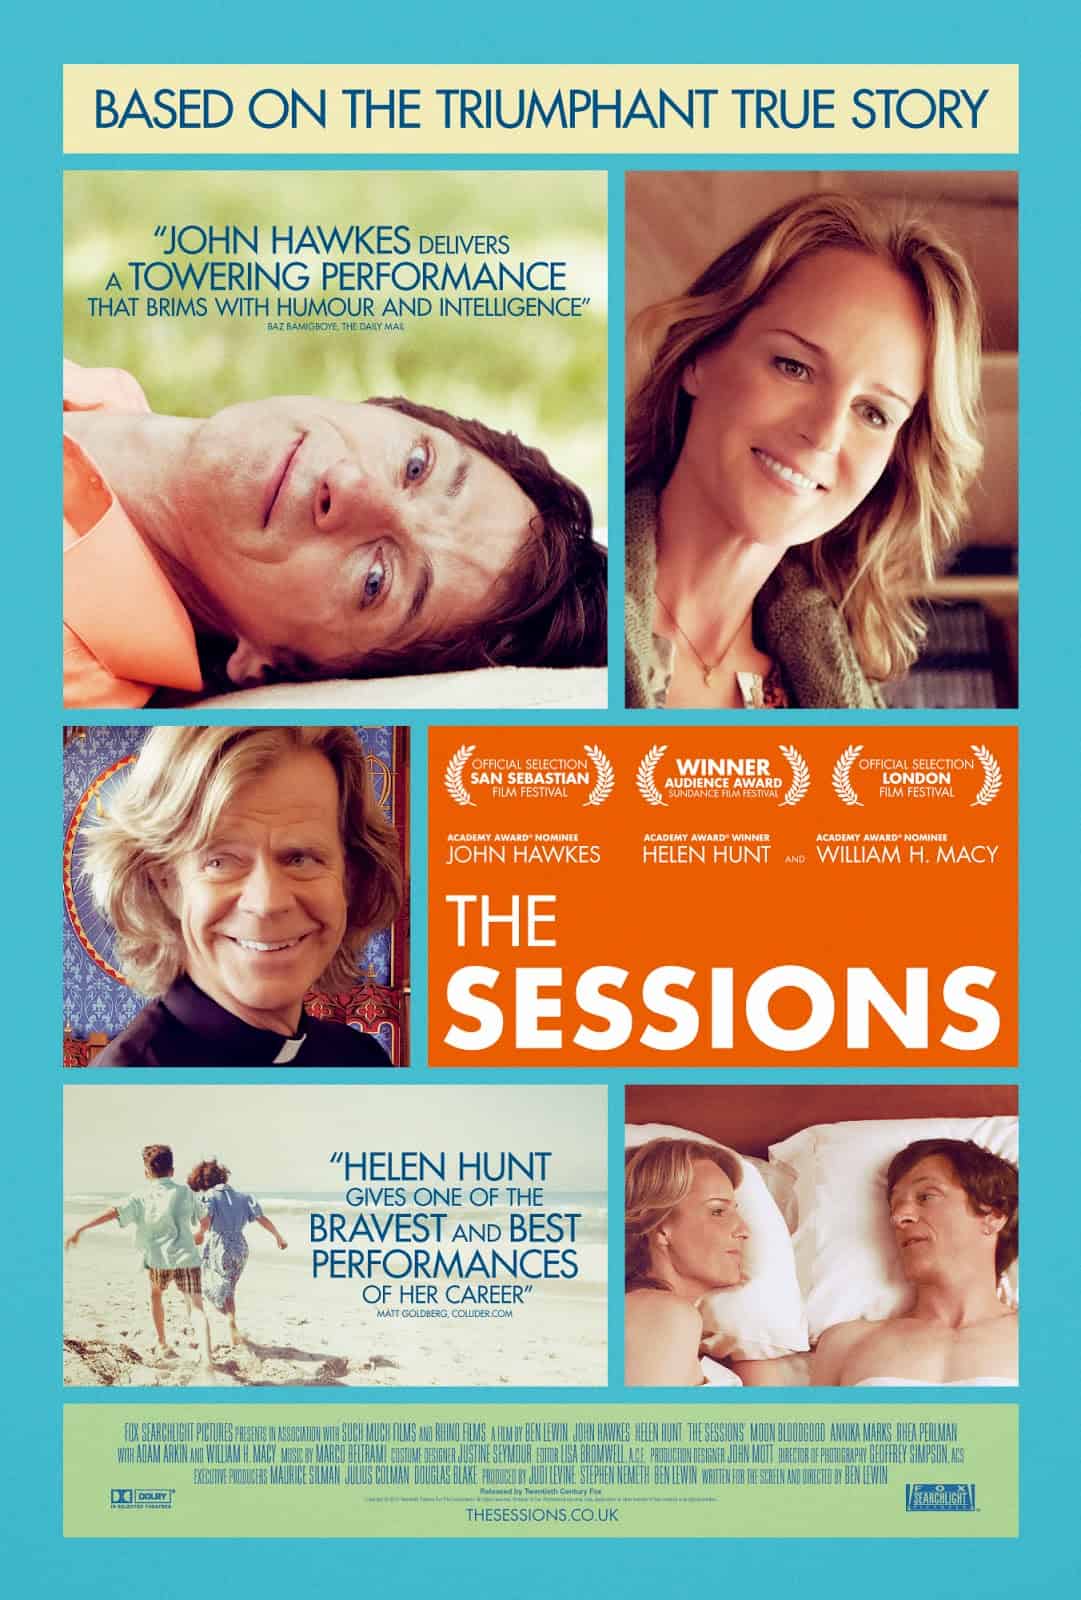 BASED ON THE TRIUMPHANT TRUE STORY
“JOHN HAWKES DELIVERS
A TOWERING PERFORMANCE
THAT BRIMS WITH HUMOUR AND INTELLIGENCE”
BAZ BAMIGBOYE, THE DAILY MAIL
OFFICIAL SELECTION
SAN SEBASTIAN
FILM FESTIVAL
WINNER
AUDIENCE AWARD
SUNDANCE FILM FESTIVAL
OFFICIAL SELECTION
LONDON
FILM FESTIVAL
ACADEMY AWARD® NOMINEE
JOHN HAWKES
ACADEMY AWARD® WINNER
HELEN HUNT
AND
ACADEMY AWARD® NOMINEE
WILLIAM H. MACY
THE
SESSIONS
“HELEN HUNT
GIVES ONE OF THE
BRAVEST AND BEST
PERFORMANCES
OF HER CAREER”
MATT GOLDBERG, COLLIDER.COM
FOX SEARCHLIGHT PICTURES PRESENTS IN ASSOCIATION WITH SUCH MUCH FILMS AND RHINO FILMS A FILM BY BEN LEWIN JOHN HAWKES HELEN HUNT "THE SESSIONS" MOON BLOODGOOD ANNIKA MARKS RHEA PERLMAN
WITH ADAM ARKIN AND WILLIAM H. MACY MUSIC BY MARCO BELTRAMI COSTUME DESIGNER JUSTINE SEYMOUR EDITOR LISA BROMWELL, A.C.E. PRODUCTION DESIGNER JOHN MOTT DIRECTOR OF PHOTOGRAPHY GEOFFREY SIMPSON, ACS
EXECUTIVE PRODUCERS MAURICE SILMAN JULIUS COLMAN DOUGLAS BLAKE PRODUCED BY JUDI LEVINE STEPHEN NEMETH BEN LEWIN WRITTEN FOR THE SCREEN AND DIRECTED BY BEN LEWIN
Released by Twentieth Century Fox
DOLBY
IN SELECTED THEATRES
THESESSIONS.CO.UK
FOX
SEARCHLIGHT
PICTURES